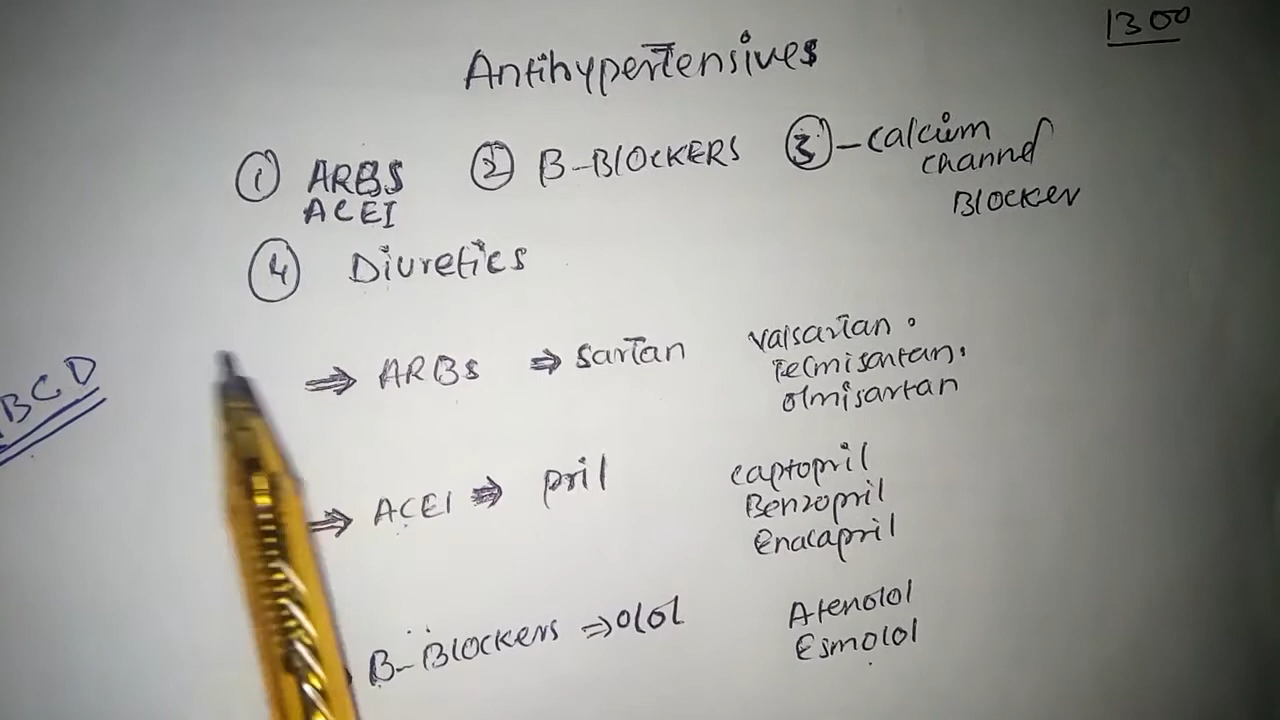 1300
Antihypertensives
① ARBS ② B-BLOCKERS ③ - calcium
ACEI channel
Blocker
④ Diuretics
BCD
⇒ ARBs ⇒ sartan valsartan
Telmisartan
olmisartan
⇒ ACEI ⇒ pril captopril
Benzopril
Enacapril
B-Blockers ⇒ olol Atenolol
Esmolol